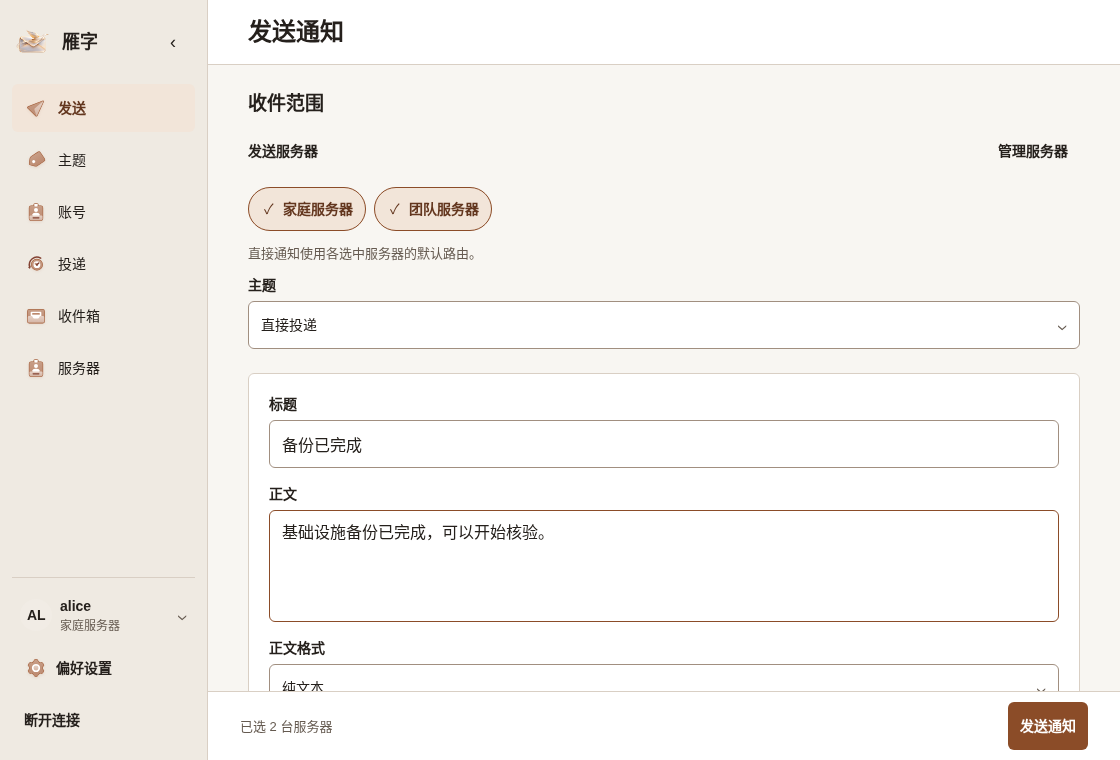 雁字
发送
主题
账号
投递
收件箱
服务器
AL
alice
家庭服务器
偏好设置
断开连接
发送通知
收件范围
发送服务器
管理服务器
✓ 家庭服务器
✓ 团队服务器
直接通知使用各选中服务器的默认路由。
主题
直接投递
标题
备份已完成
正文
基础设施备份已完成，可以开始核验。
正文格式
纯文本
已选 2 台服务器
发送通知